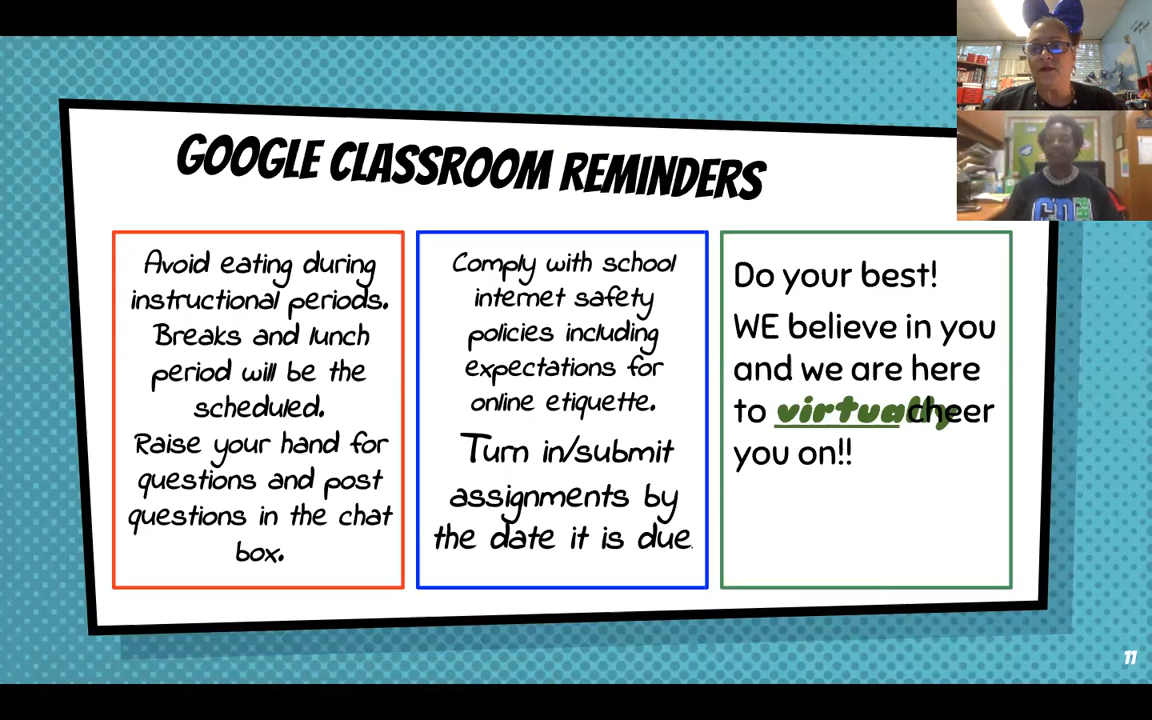 GOOGLE CLASSROOM REMINDERS
Avoid eating during
instructional periods.
Breaks and lunch
period will be the
scheduled.
Raise your hand for
questions and post
questions in the chat
box.
Comply with school
internet safety
policies including
expectations for
online etiquette.
Turn in/submit
assignments by
the date it is due.
Do your best!
WE believe in you
and we are here
to virtually cheer
you on!!
11